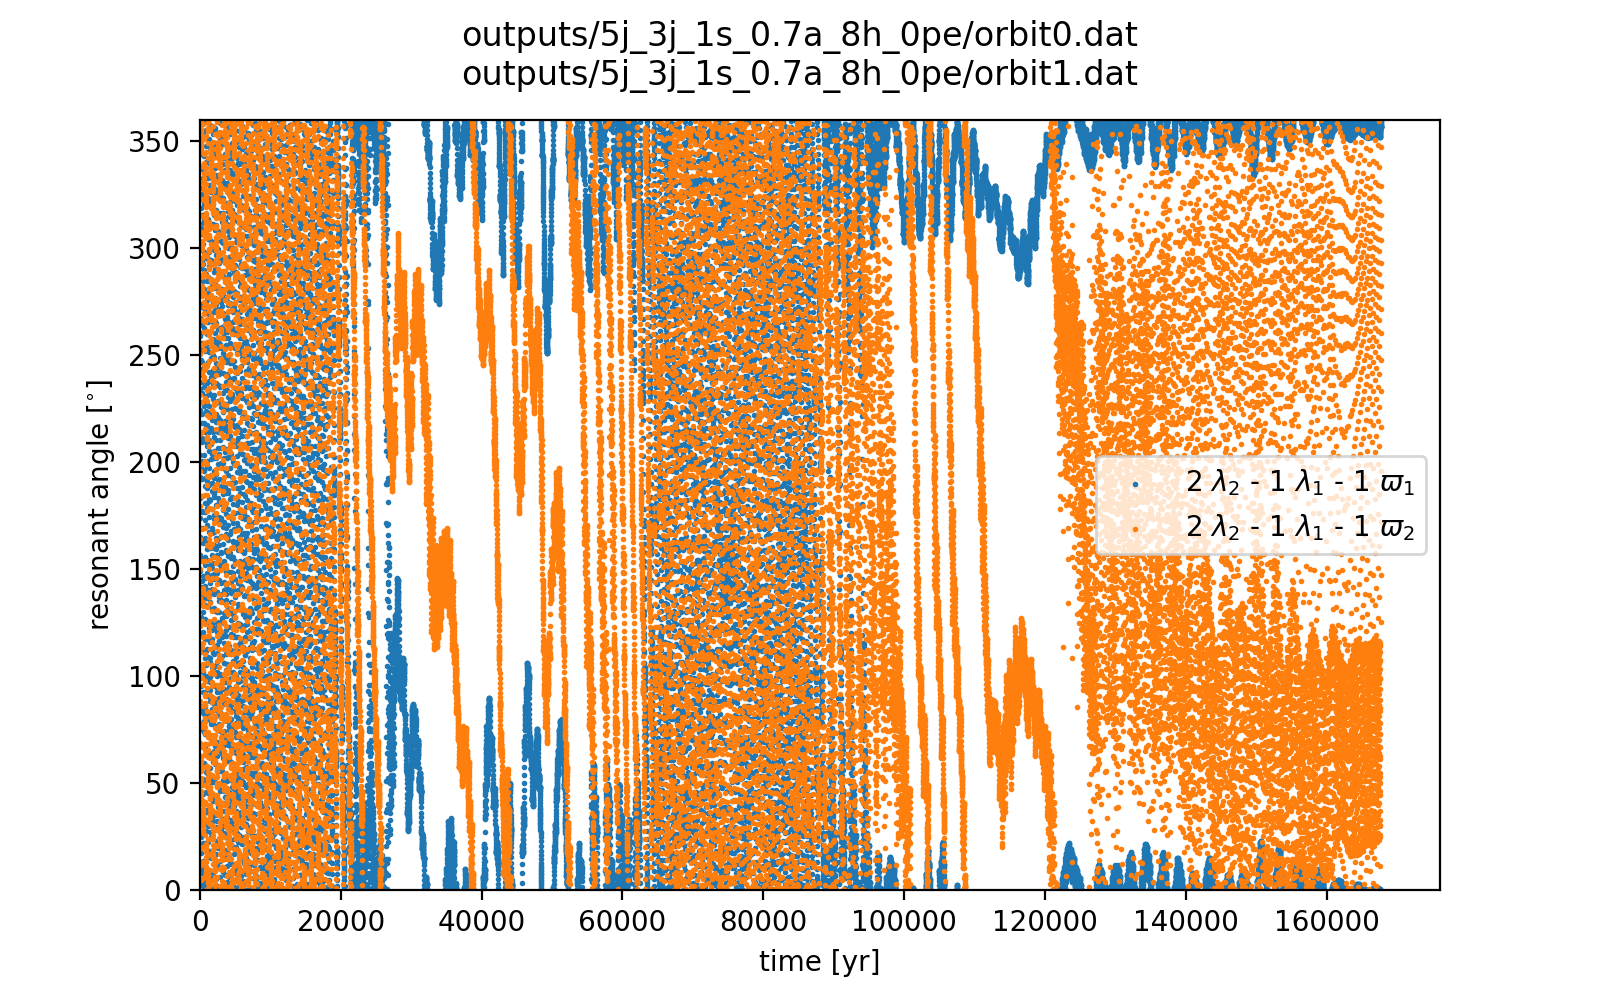 outputs/5j_3j_1s_0.7a_8h_0pe/orbit0.dat
outputs/5j_3j_1s_0.7a_8h_0pe/orbit1.dat
350
300
250
200
150
100
50
0
resonant angle [°]
2 λ₂ - 1 λ₁ - 1 ϖ₁
2 λ₂ - 1 λ₁ - 1 ϖ₂
0 20000 40000 60000 80000 100000 120000 140000 160000
time [yr]